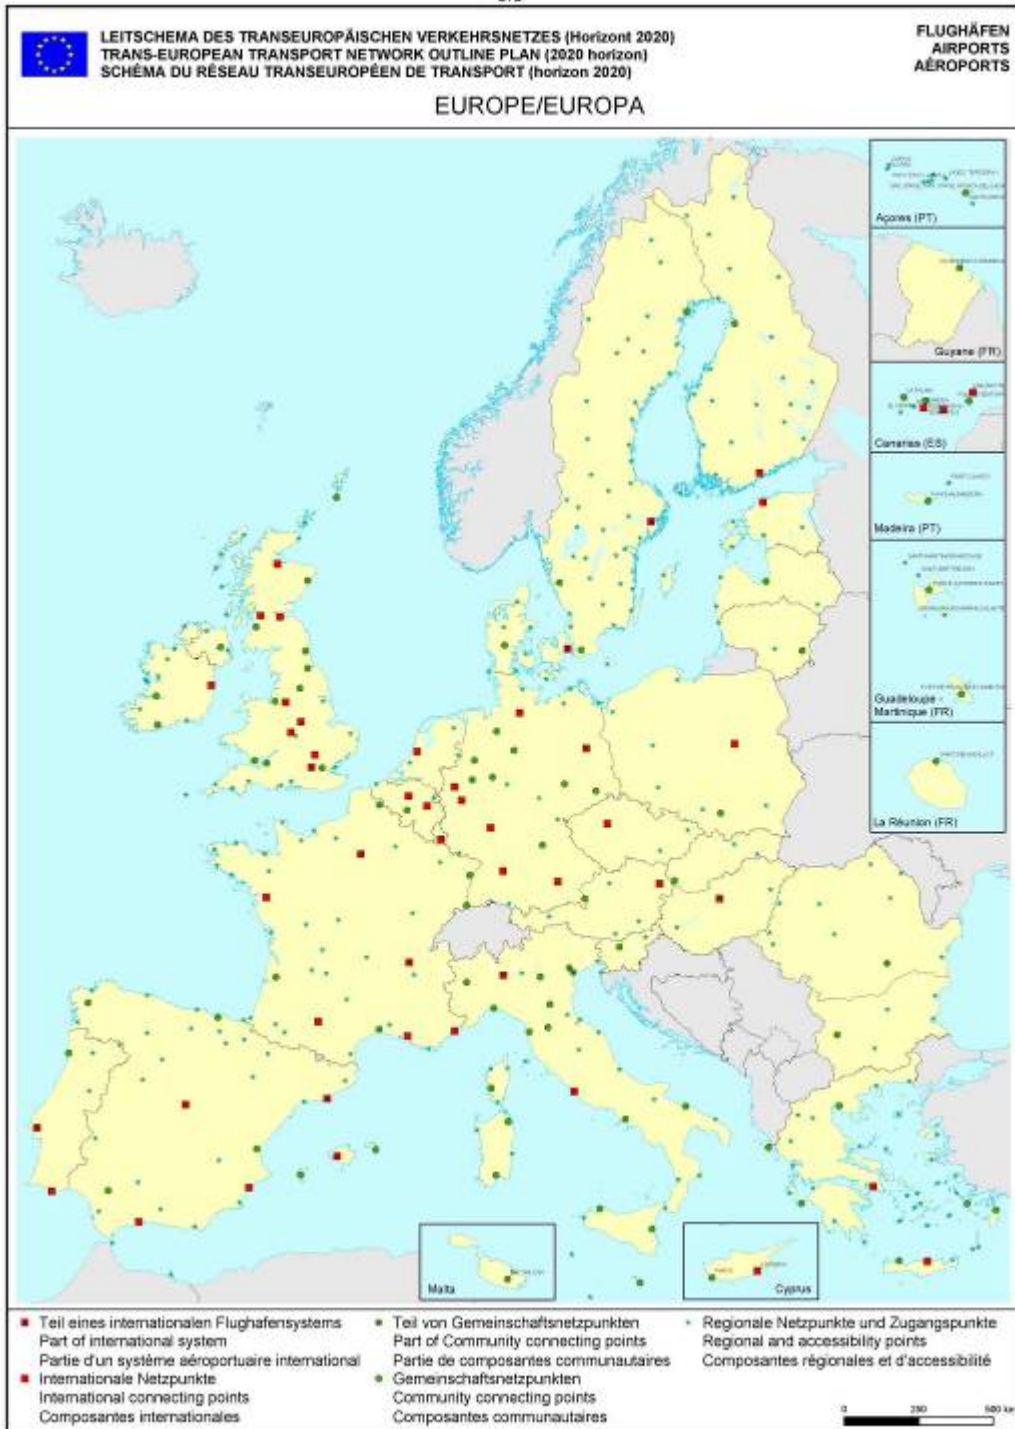 LEITSCHEMA DES TRANSEUROPÄISCHEN VERKEHRSNETZES (Horizont 2020)
TRANS-EUROPEAN TRANSPORT NETWORK OUTLINE PLAN (2020 horizon)
SCHÉMA DU RÉSEAU TRANSEUROPÉEN DE TRANSPORT (horizon 2020)
FLUGHÄFEN
AIRPORTS
AÉROPORTS
EUROPE/EUROPA
Açores (PT)
Guyane (FR)
Canarias (ES)
Madeira (PT)
Guadeloupe -
Martinique (FR)
La Réunion (FR)
Malta
Cyprus
Teil eines internationalen Flughafensystems
Part of international system
Partie d'un système aéroportuaire international
Internationale Netzpunkte
International connecting points
Composantes internationales
Teil von Gemeinschaftsnetzpunkten
Part of Community connecting points
Partie de composantes communautaires
Gemeinschaftsnetzpunkten
Community connecting points
Composantes communautaires
Regionale Netzpunkte und Zugangspunkte
Regional and accessibility points
Composantes régionales et d'accessibilité
0 250 500 km